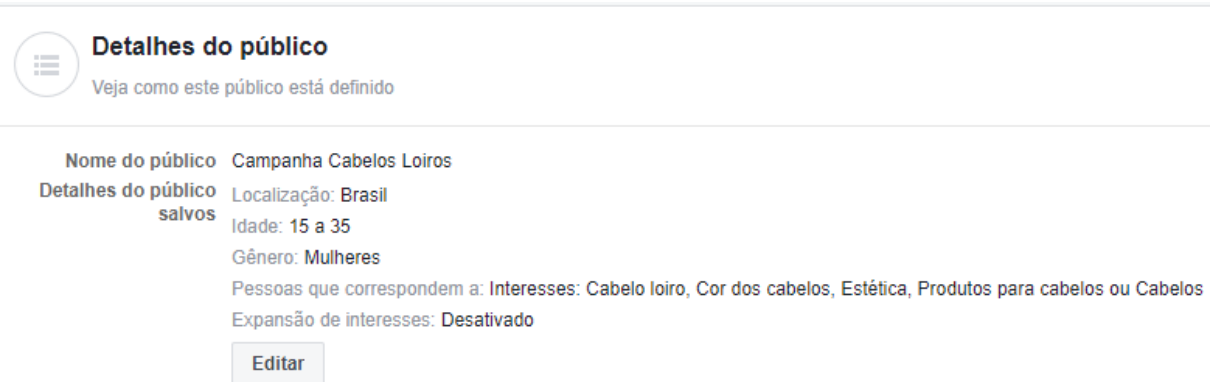 Detalhes do público
Veja como este público está definido
Nome do público Campanha Cabelos Loiros
Detalhes do público salvos
Localização: Brasil
Idade: 15 a 35
Gênero: Mulheres
Pessoas que correspondem a: Interesses: Cabelo loiro, Cor dos cabelos, Estética, Produtos para cabelos ou Cabelos
Expansão de interesses: Desativado
Editar